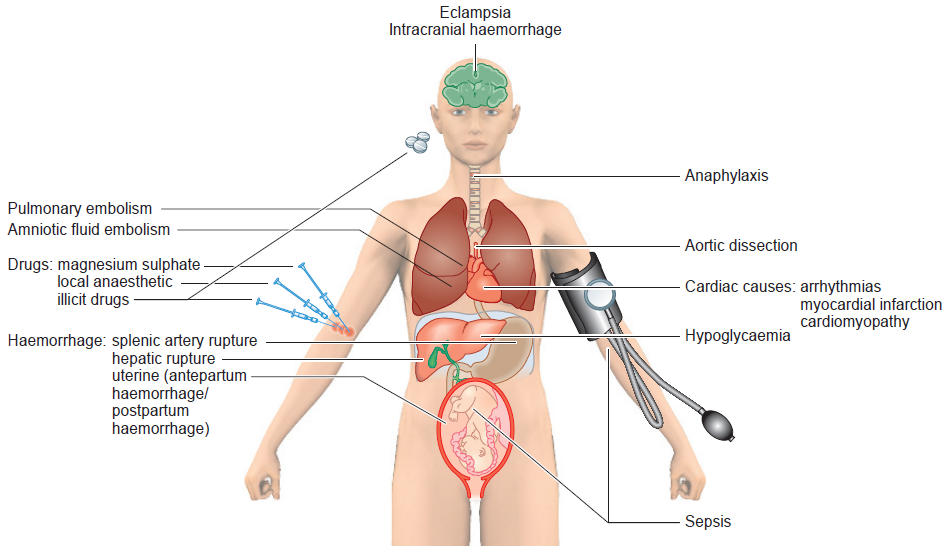 Eclampsia
Intracranial haemorrhage
Anaphylaxis
Pulmonary embolism
Amniotic fluid embolism
Aortic dissection
Drugs: magnesium sulphate
local anaesthetic
illicit drugs
Cardiac causes: arrhythmias
myocardial infarction
cardiomyopathy
Haemorrhage: splenic artery rupture
hepatic rupture
uterine (antepartum
haemorrhage/
postpartum
haemorrhage)
Hypoglycaemia
Sepsis